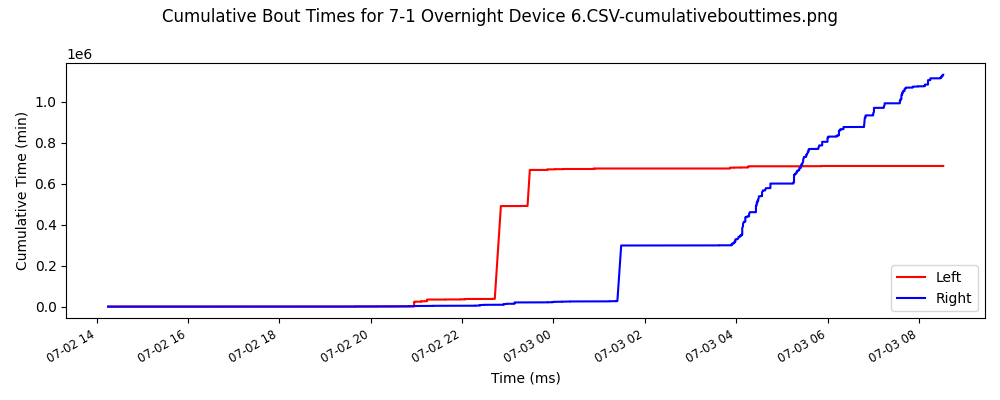 Cumulative Bout Times for 7-1 Overnight Device 6.CSV-cumulativebouttimes.png
1e6
1.0
0.8
0.6
0.4
0.2
0.0
Cumulative Time (min)
Left
Right
07-02 14
07-02 16
07-02 18
07-02 20
07-02 22
07-03 00
07-03 02
07-03 04
07-03 06
07-03 08
Time (ms)